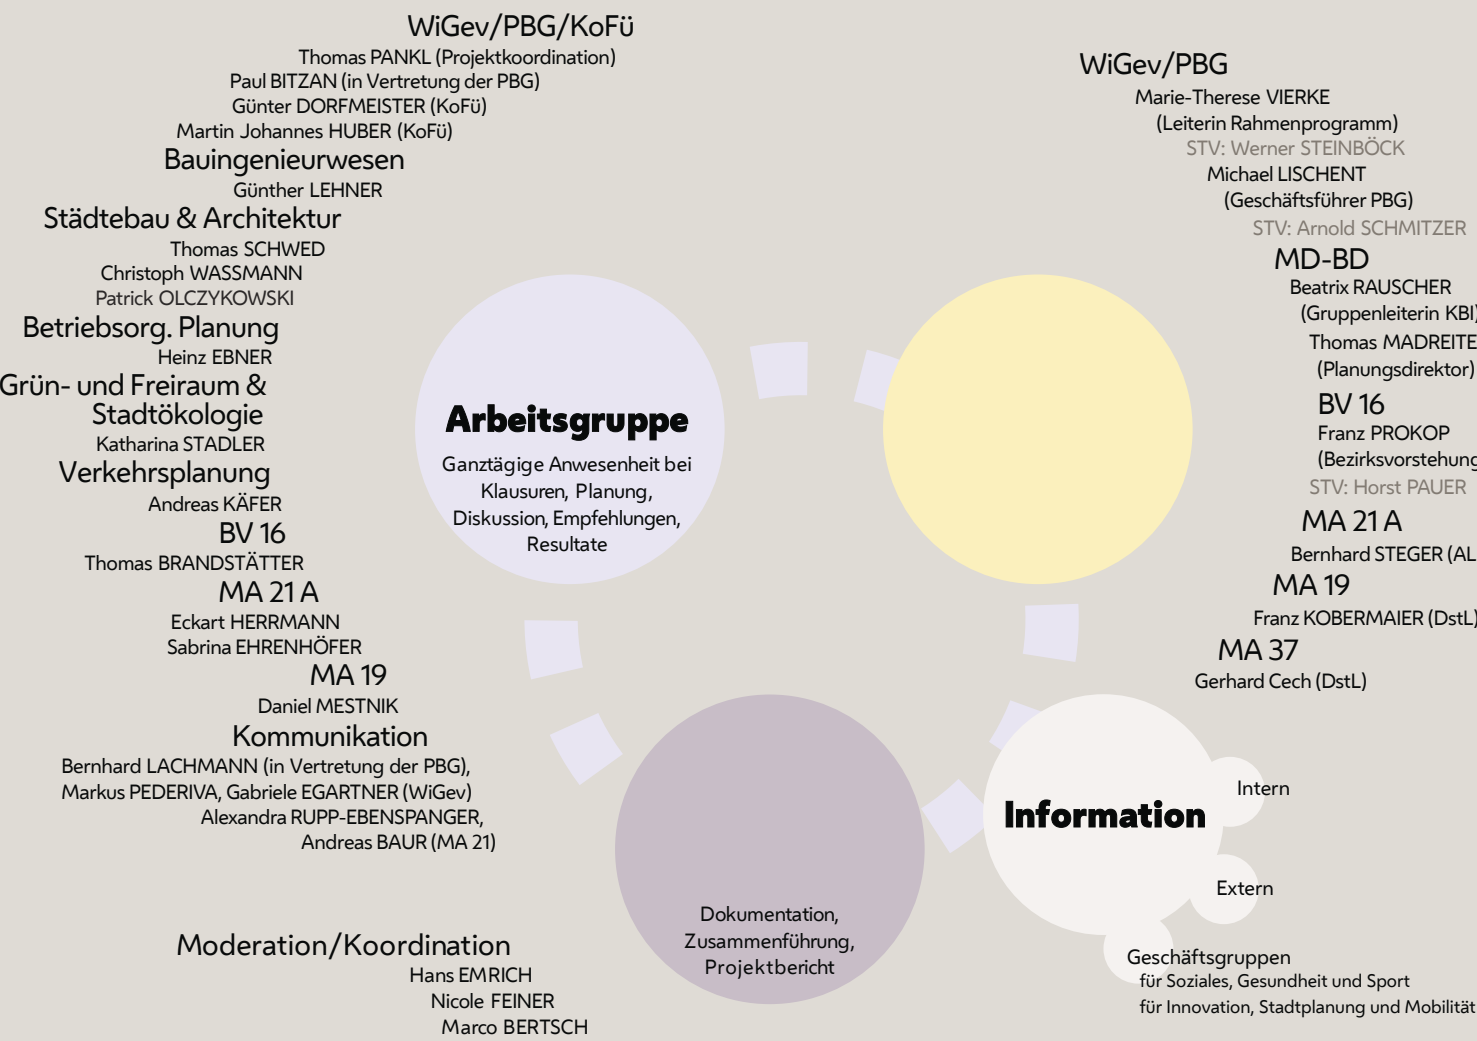 WiGev/PBG/KoFü
Thomas PANKL (Projektkoordination)
Paul BITZAN (in Vertretung der PBG)
Günter DORFMEISTER (KoFü)
Martin Johannes HUBER (KoFü)
Bauingenieurwesen
Günther LEHNER
Städtebau & Architektur
Thomas SCHWED
Christoph WASSMANN
Patrick OLCZYKOWSKI
Betriebsorg. Planung
Heinz EBNER
Grün- und Freiraum &
Stadtökologie
Katharina STADLER
Verkehrsplanung
Andreas KÄFER
BV 16
Thomas BRANDSTÄTTER
MA 21 A
Eckart HERRMANN
Sabrina EHRENHÖFER
MA 19
Daniel MESTNIK
Kommunikation
Bernhard LACHMANN (in Vertretung der PBG),
Markus PEDERIVA, Gabriele EGARTNER (WiGev)
Alexandra RUPP-EBENSPANGER,
Andreas BAUR (MA 21)
Moderation/Koordination
Hans EMRICH
Nicole FEINER
Marco BERTSCH
Arbeitsgruppe
Ganztägige Anwesenheit bei
Klausuren, Planung,
Diskussion, Empfehlungen,
Resultate
Dokumentation,
Zusammenführung,
Projektbericht
WiGev/PBG
Marie-Therese VIERKE
(Leiterin Rahmenprogramm)
STV: Werner STEINBÖCK
Michael LISCHENT
(Geschäftsführer PBG)
STV: Arnold SCHMITZER
MD-BD
Beatrix RAUSCHER
(Gruppenleiterin KBI)
Thomas MADREITE
(Planungsdirektor)
BV 16
Franz PROKOP
(Bezirksvorstehung
STV: Horst PAUER
MA 21 A
Bernhard STEGER (AL
MA 19
Franz KOBERMAIER (DstL)
MA 37
Gerhard Cech (DstL)
Information
Intern
Extern
Geschäftsgruppen
für Soziales, Gesundheit und Sport
für Innovation, Stadtplanung und Mobilität